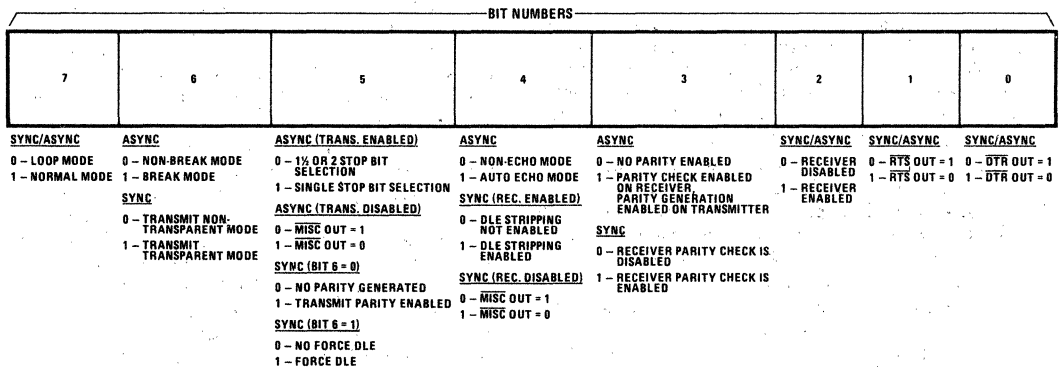 BIT NUMBERS
7 6 5 4 3 2 1 0
SYNC/ASYNC
0 – LOOP MODE
1 – NORMAL MODE
ASYNC
0 – NON-BREAK MODE
1 – BREAK MODE
SYNC
0 – TRANSMIT NON-
TRANSPARENT MODE
1 – TRANSMIT
TRANSPARENT MODE
ASYNC (TRANS. ENABLED)
0 – 1½ OR 2 STOP BIT
SELECTION
1 – SINGLE STOP BIT SELECTION
ASYNC (TRANS. DISABLED)
0 – M̅I̅S̅C̅ OUT = 1
1 – M̅I̅S̅C̅ OUT = 0
SYNC (BIT 6 = 0)
0 – NO PARITY GENERATED
1 – TRANSMIT PARITY ENABLED
SYNC (BIT 6 = 1)
0 – NO FORCE DLE
1 – FORCE DLE
ASYNC
0 – NON-ECHO MODE
1 – AUTO ECHO MODE
SYNC (REC. ENABLED)
0 – DLE STRIPPING
NOT ENABLED
1 – DLE STRIPPING
ENABLED
SYNC (REC. DISABLED)
0 – M̅I̅S̅C̅ OUT = 1
1 – M̅I̅S̅C̅ OUT = 0
ASYNC
0 – NO PARITY ENABLED
1 – PARITY CHECK ENABLED
ON RECEIVER,
PARITY GENERATION
ENABLED ON TRANSMITTER
SYNC
0 – RECEIVER PARITY CHECK IS
DISABLED
1 – RECEIVER PARITY CHECK IS
ENABLED
SYNC/ASYNC
0 – RECEIVER
DISABLED
1 – RECEIVER
ENABLED
SYNC/ASYNC
0 – R̅T̅S̅ OUT = 1
1 – R̅T̅S̅ OUT = 0
SYNC/ASYNC
0 – D̅T̅R̅ OUT = 1
1 – D̅T̅R̅ OUT = 0